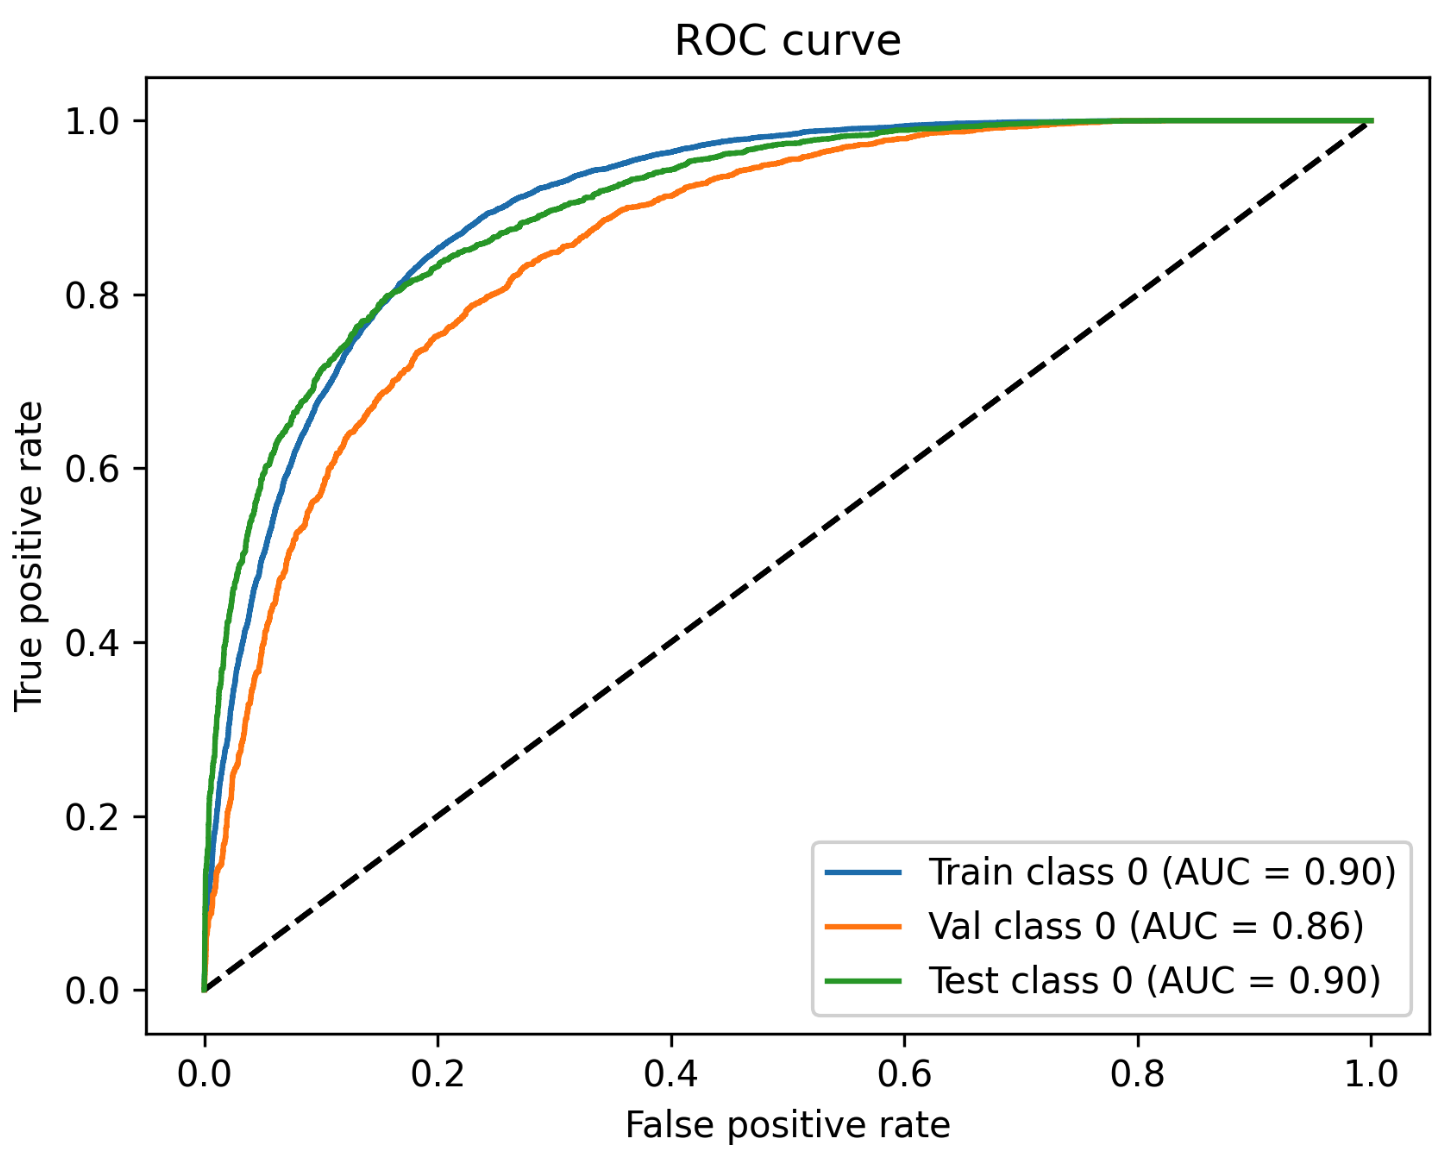 ROC curve
True positive rate
1.0
0.8
0.6
0.4
0.2
0.0
Train class 0 (AUC = 0.90)
Val class 0 (AUC = 0.86)
Test class 0 (AUC = 0.90)
0.0 0.2 0.4 0.6 0.8 1.0
False positive rate